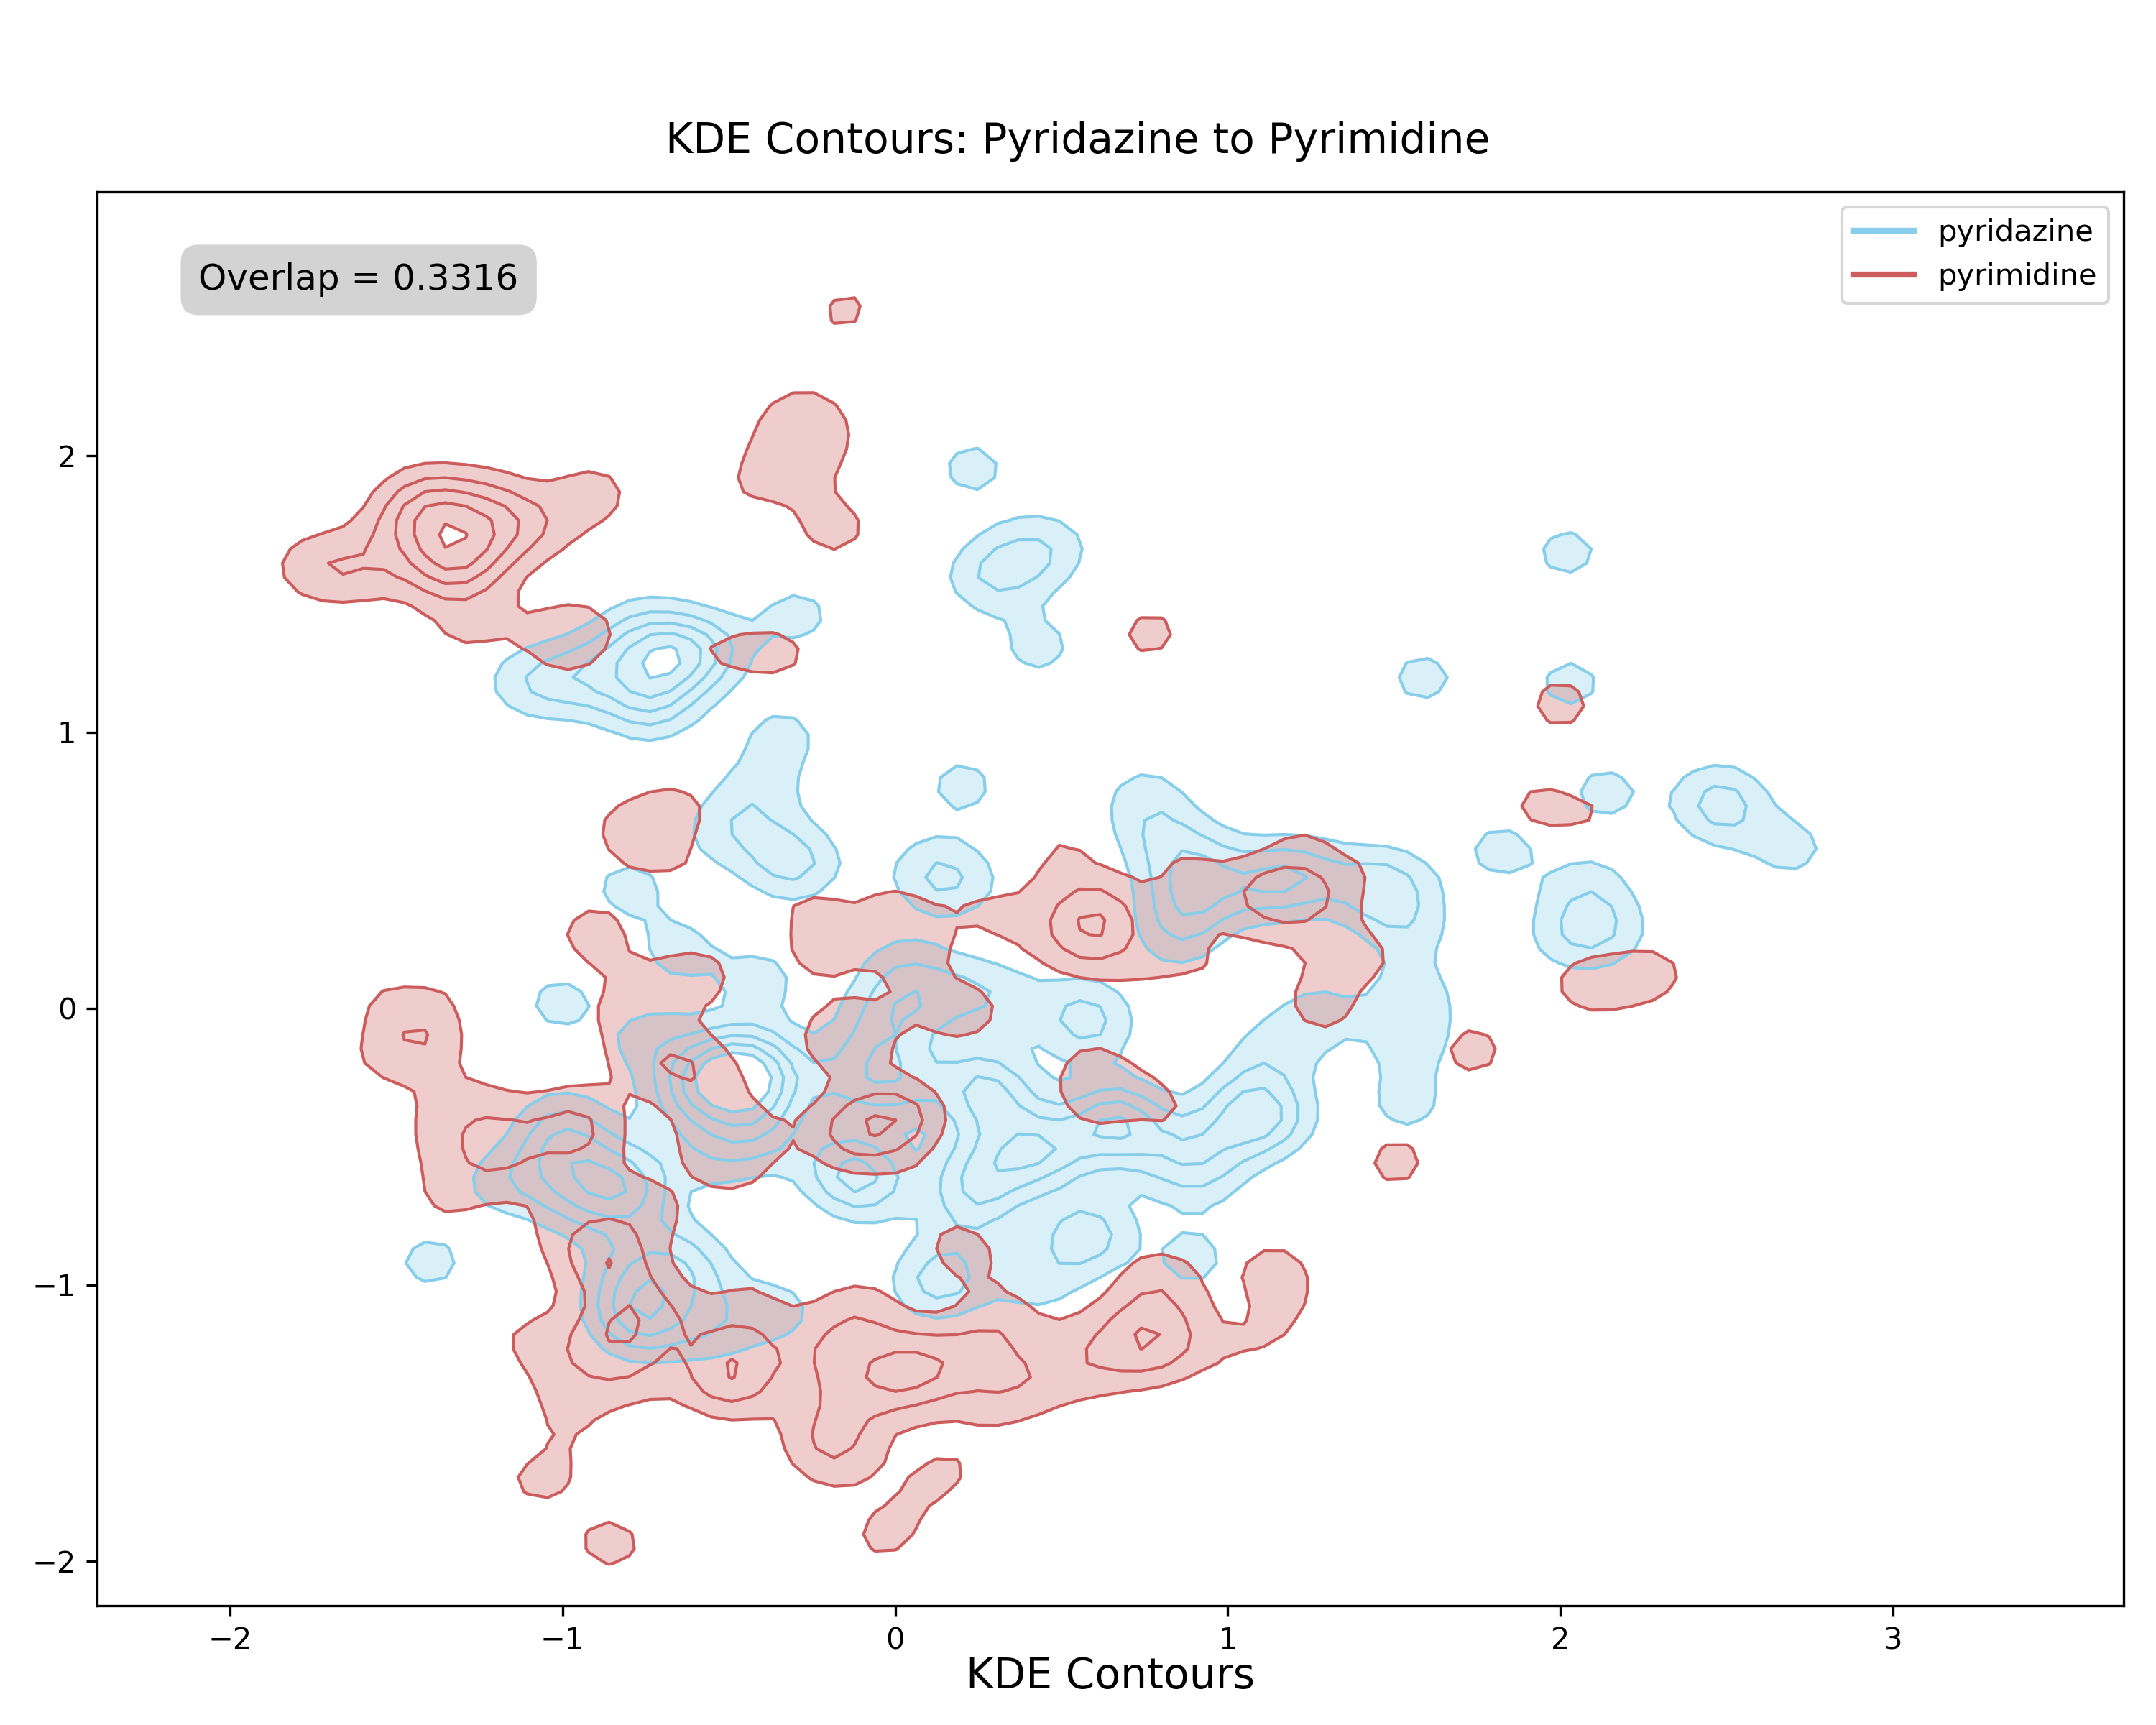 KDE Contours: Pyridazine to Pyrimidine
Overlap = 0.3316
pyridazine
pyrimidine
2
1
0
−1
−2
−2 −1 0 1 2 3
KDE Contours